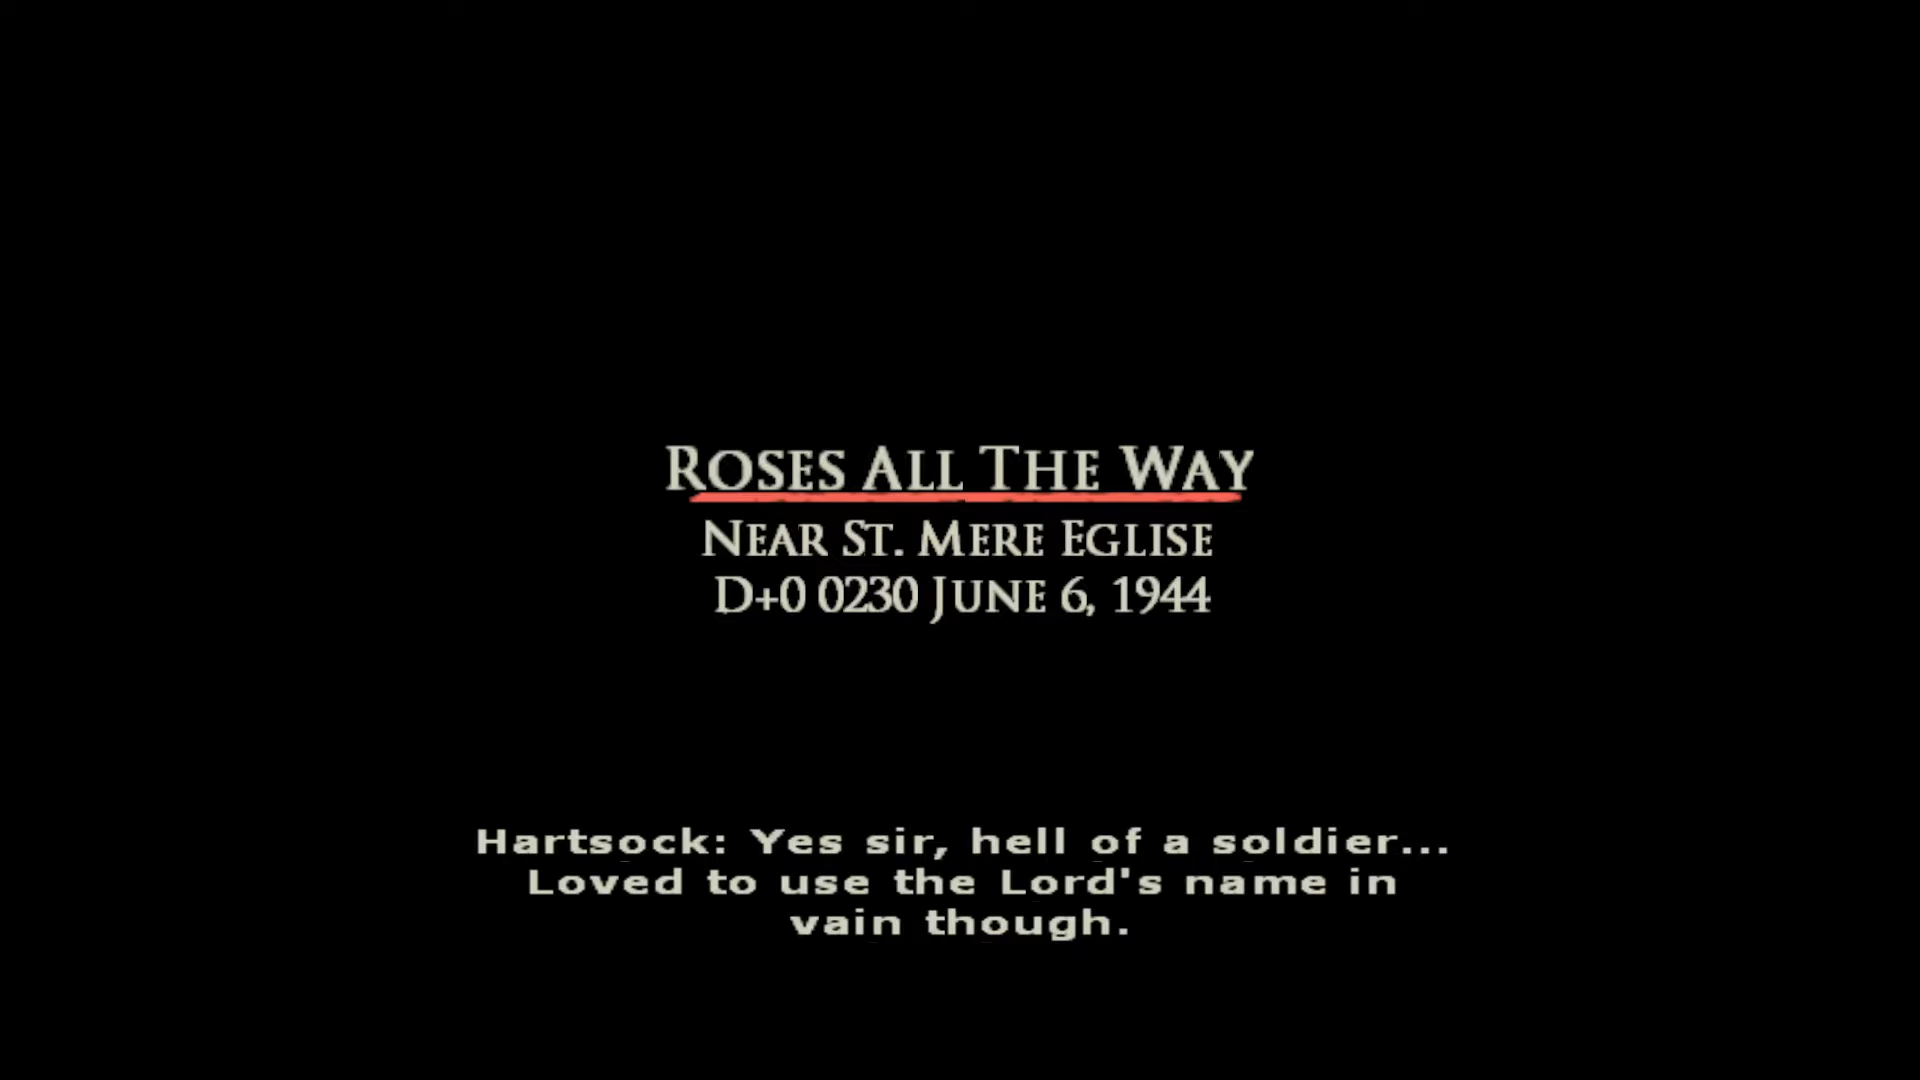 Roses All The Way
Near St. Mere Eglise
D+0 0230 June 6, 1944
Hartsock: Yes sir, hell of a soldier...
Loved to use the Lord's name in
vain though.